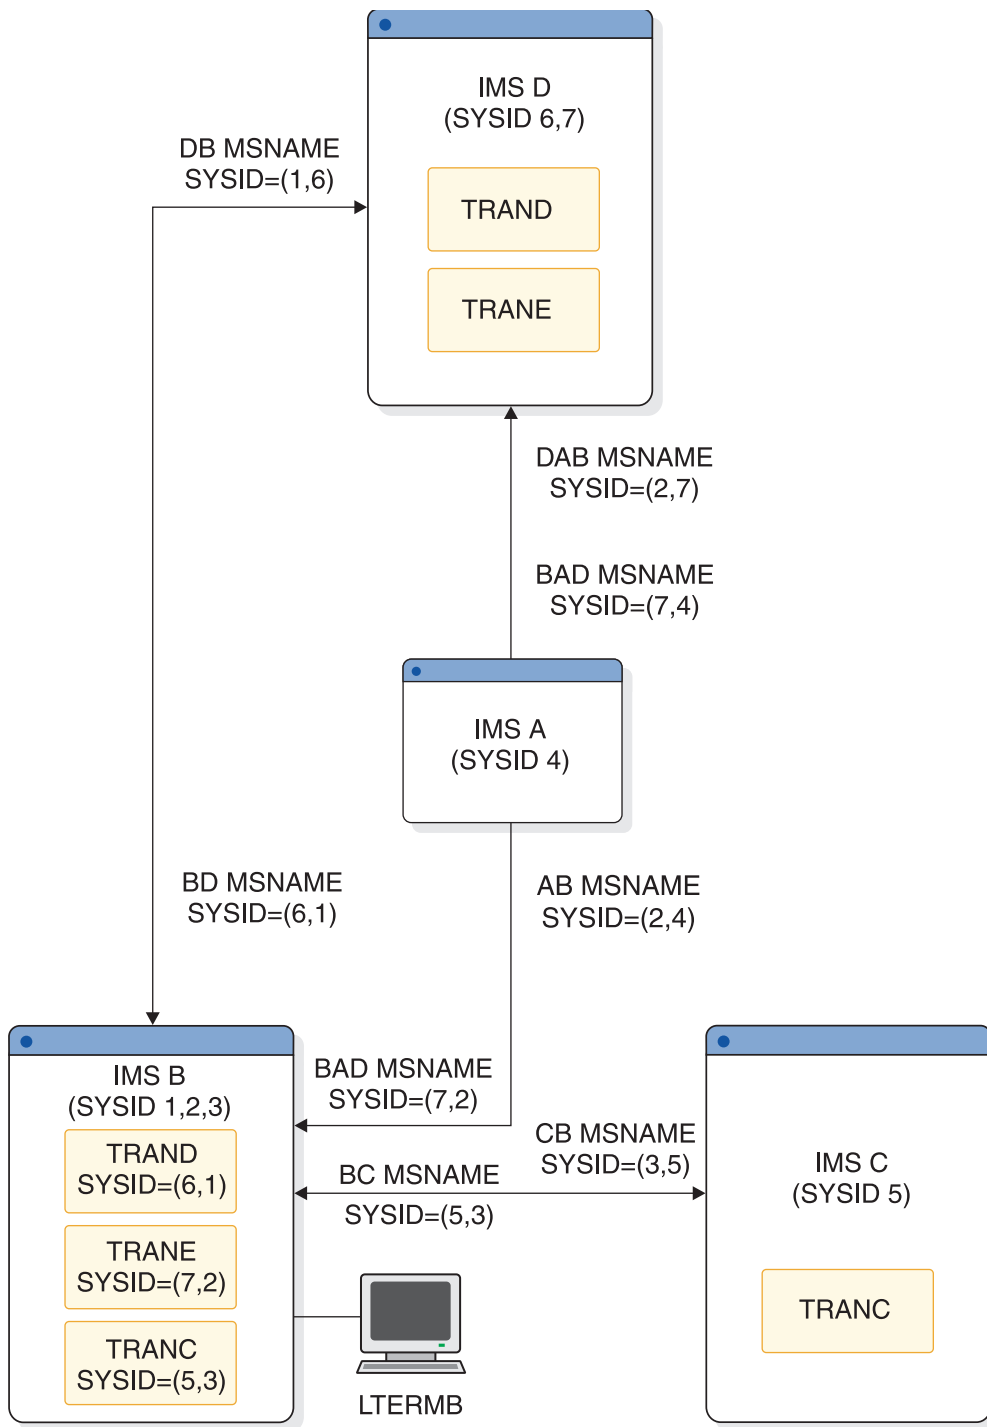 IMS D
(SYSID 6,7)
DB MSNAME
SYSID=(1,6)
TRAND
TRANE
DAB MSNAME
SYSID=(2,7)
BAD MSNAME
SYSID=(7,4)
IMS A
(SYSID 4)
BD MSNAME
SYSID=(6,1)
AB MSNAME
SYSID=(2,4)
BAD MSNAME
SYSID=(7,2)
IMS B
(SYSID 1,2,3)
TRAND
SYSID=(6,1)
TRANE
SYSID=(7,2)
TRANC
SYSID=(5,3)
CB MSNAME
SYSID=(3,5)
BC MSNAME
SYSID=(5,3)
IMS C
(SYSID 5)
TRANC
LTERMB